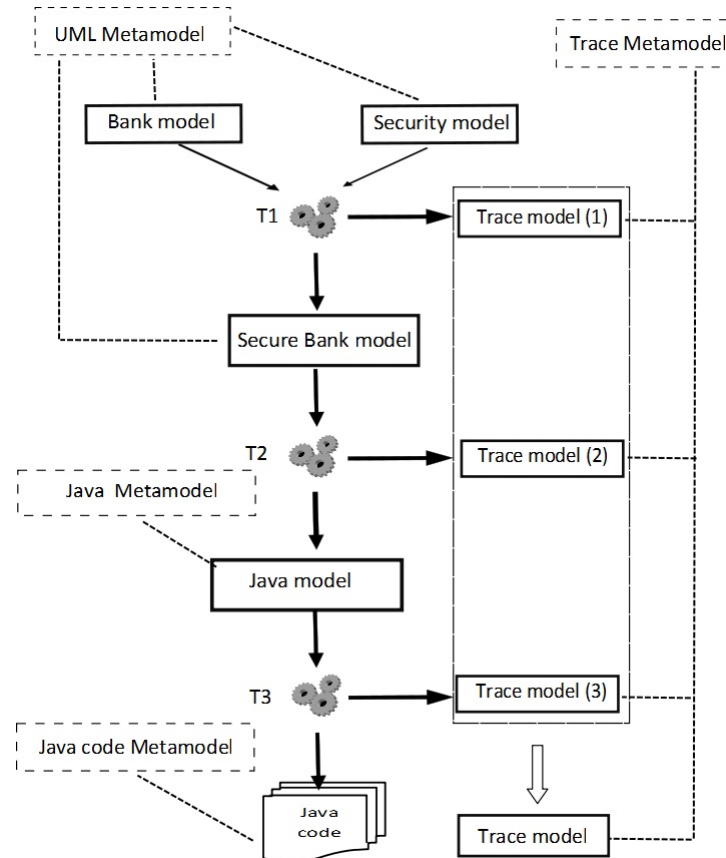 UML Metamodel
Trace Metamodel
Bank model
Security model
T1
Trace model (1)
Secure Bank model
T2
Trace model (2)
Java Metamodel
Java model
T3
Trace model (3)
Java code Metamodel
Java
code
Trace model